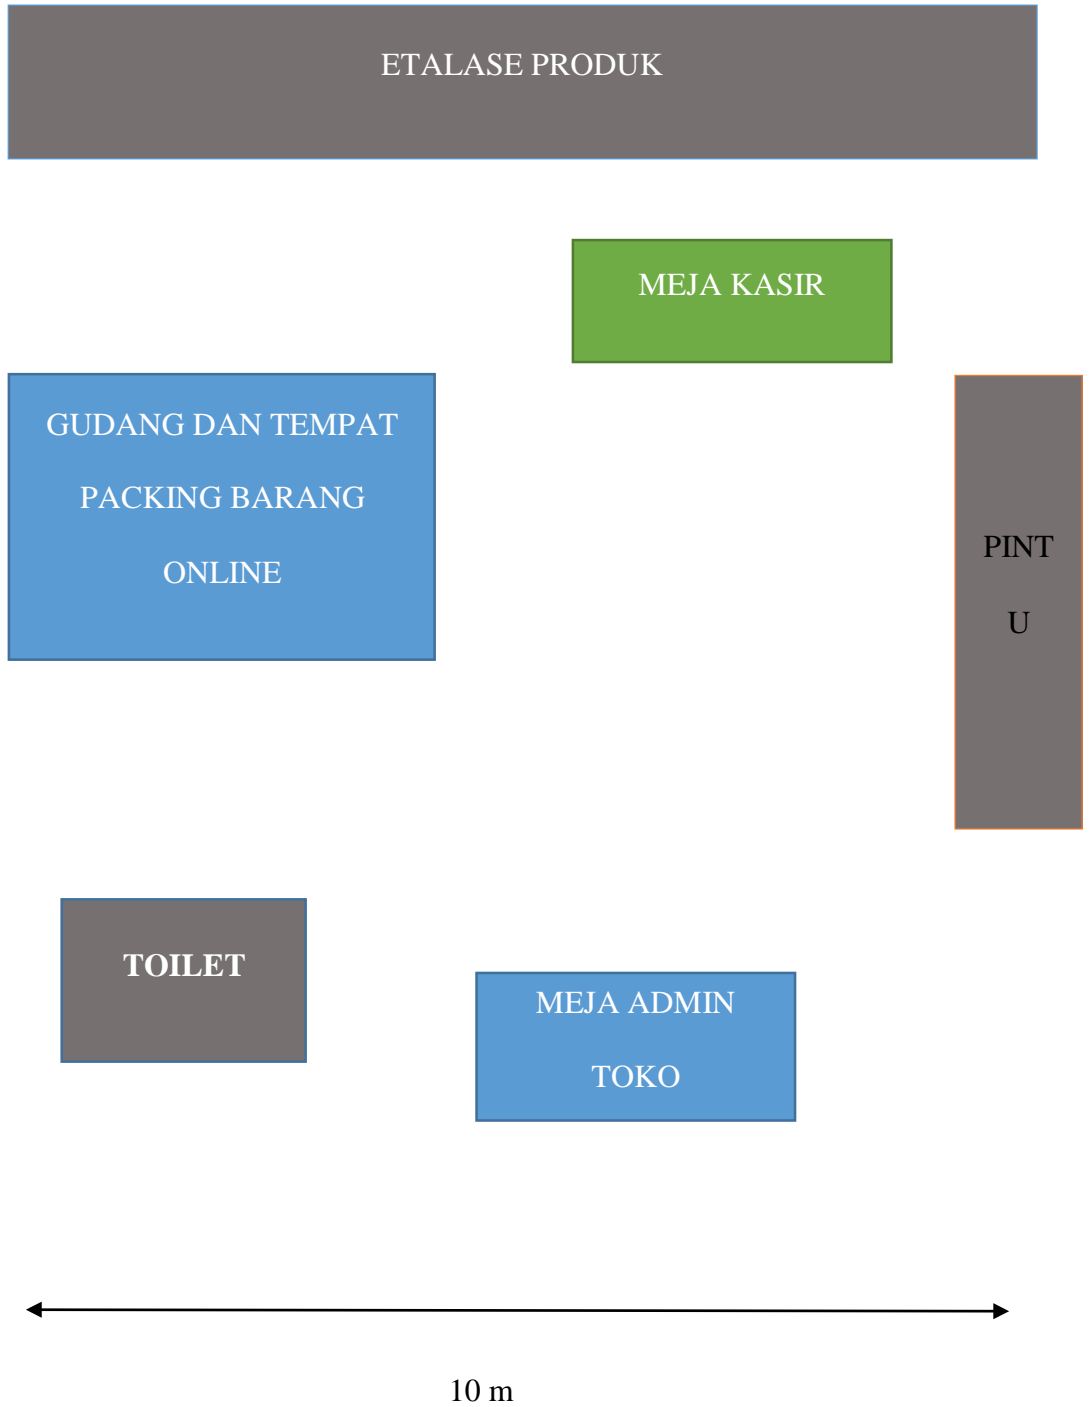 ETALASE PRODUK
MEJA KASIR
GUDANG DAN TEMPAT
PACKING BARANG
ONLINE
PINT
U
TOILET
MEJA ADMIN
TOKO
10 m